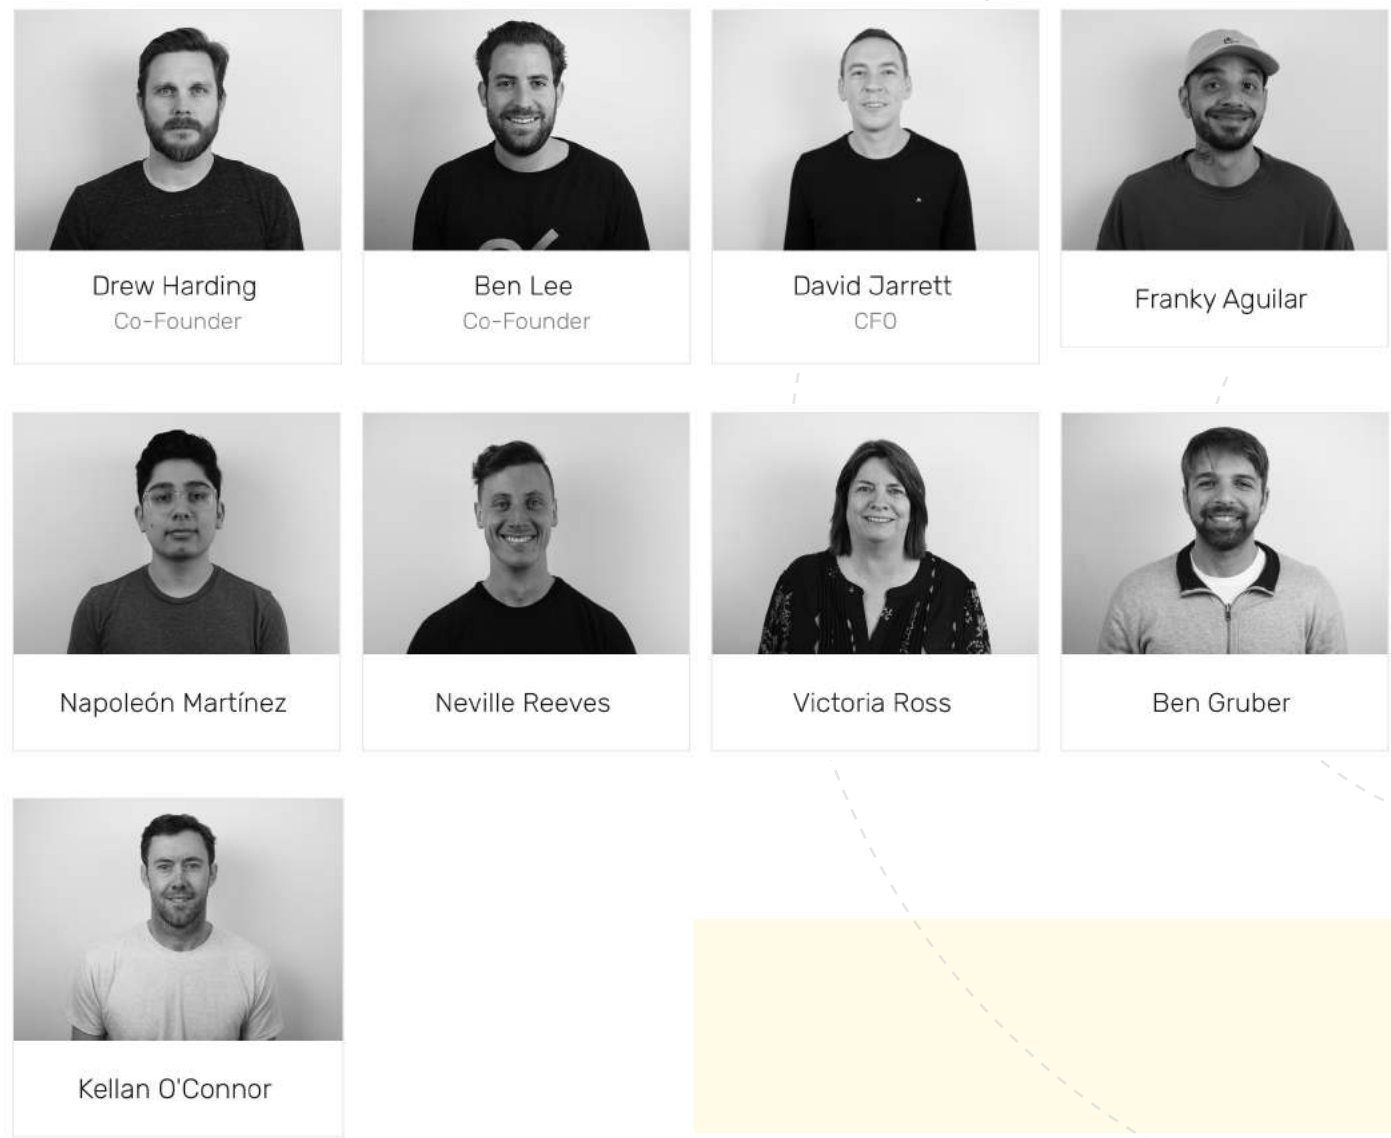 Drew Harding
Co-Founder
Ben Lee
Co-Founder
David Jarrett
CFO
Franky Aguilar
Napoleón Martínez
Neville Reeves
Victoria Ross
Ben Gruber
Kellan O'Connor